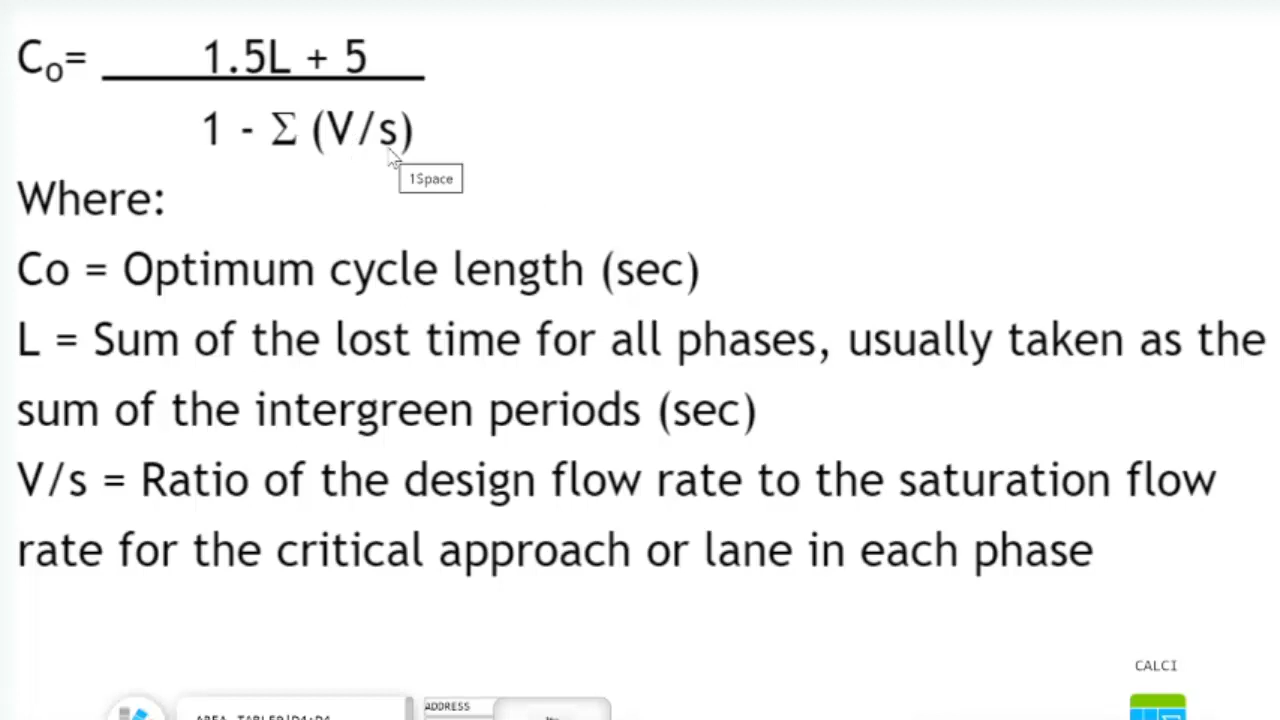 Co= 1.5L + 5
1 - Σ (V/s)
1Space
Where:
Co = Optimum cycle length (sec)
L = Sum of the lost time for all phases, usually taken as the
sum of the intergreen periods (sec)
V/s = Ratio of the design flow rate to the saturation flow
rate for the critical approach or lane in each phase
CALCI
ADDRESS